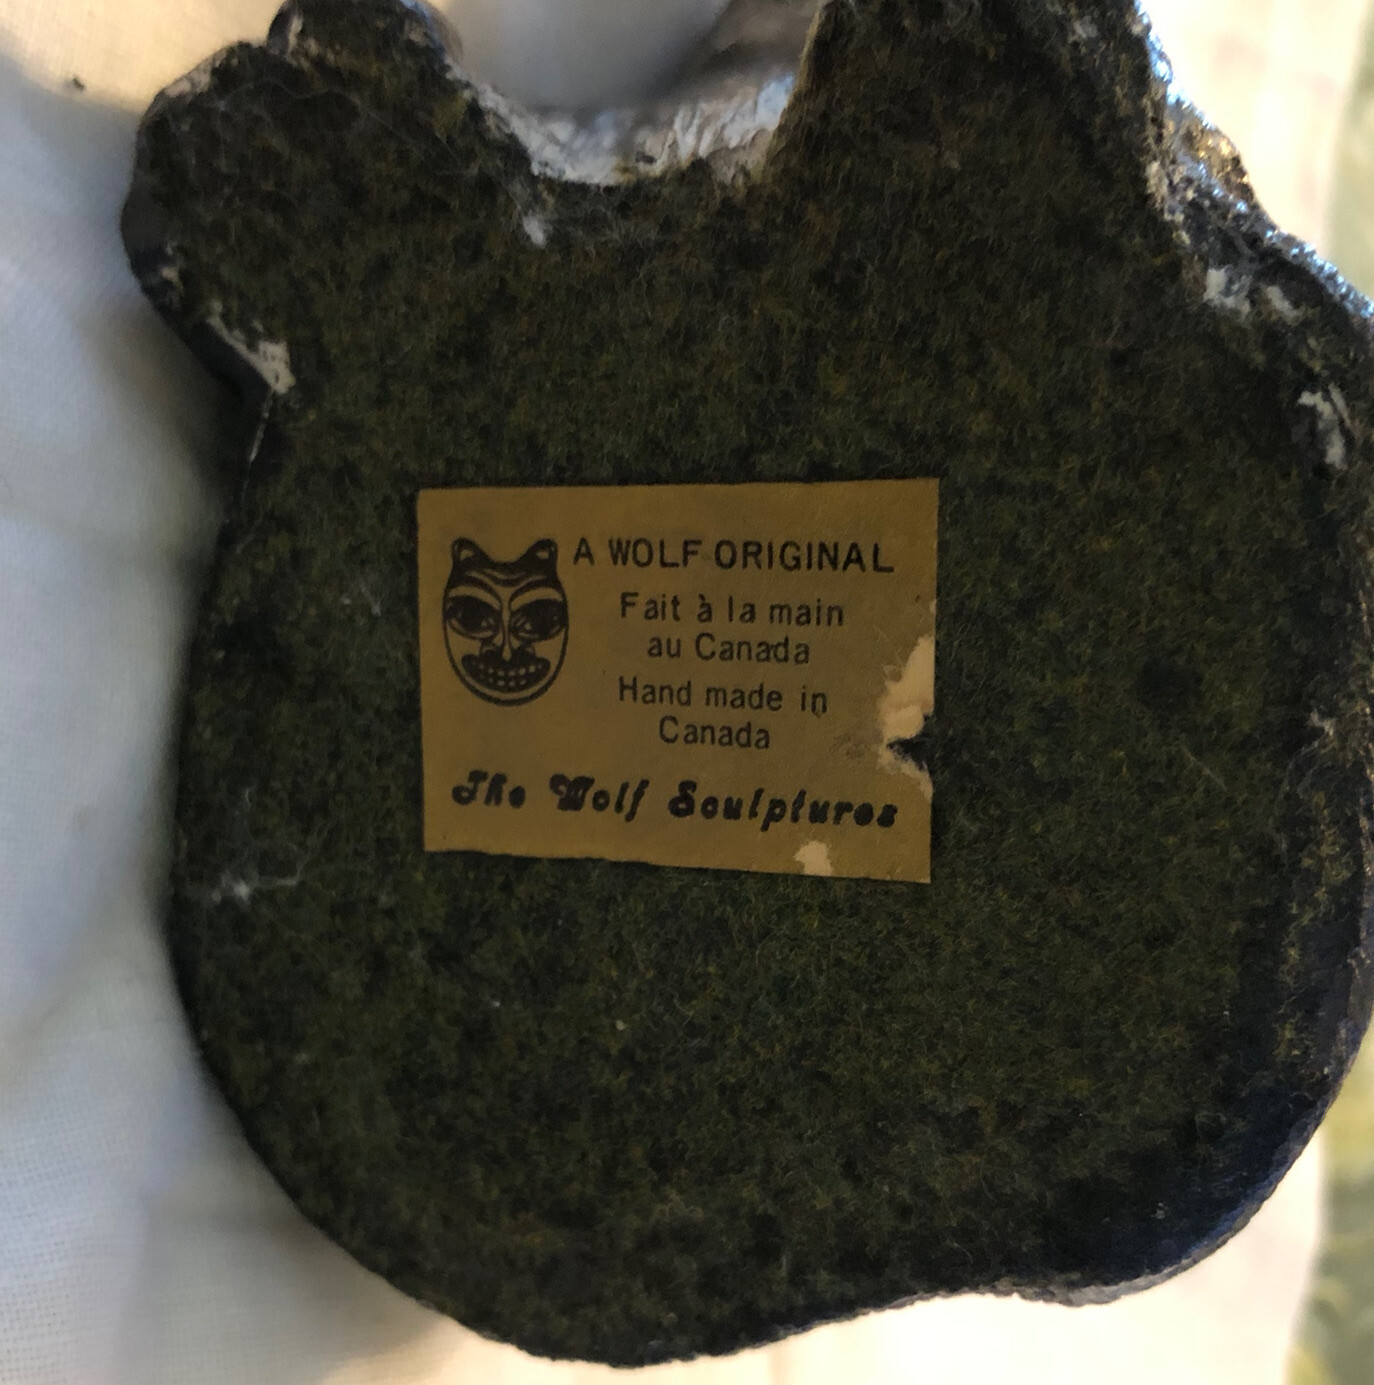 A WOLF ORIGINAL
Fait à la main
au Canada
Hand made in
Canada
The Wolf Sculptures